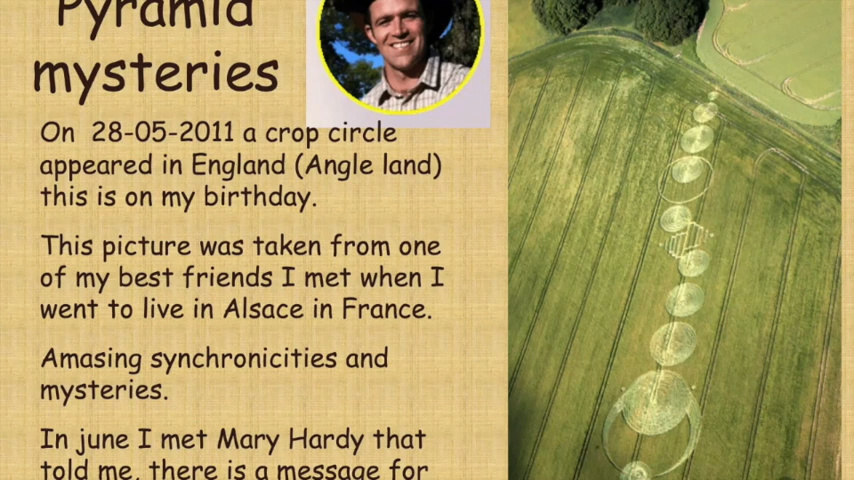 Pyramid
mysteries
On 28-05-2011 a crop circle
appeared in England (Angle land)
this is on my birthday.
This picture was taken from one
of my best friends I met when I
went to live in Alsace in France.
Amasing synchronicities and
mysteries.
In june I met Mary Hardy that
told me, there is a message for